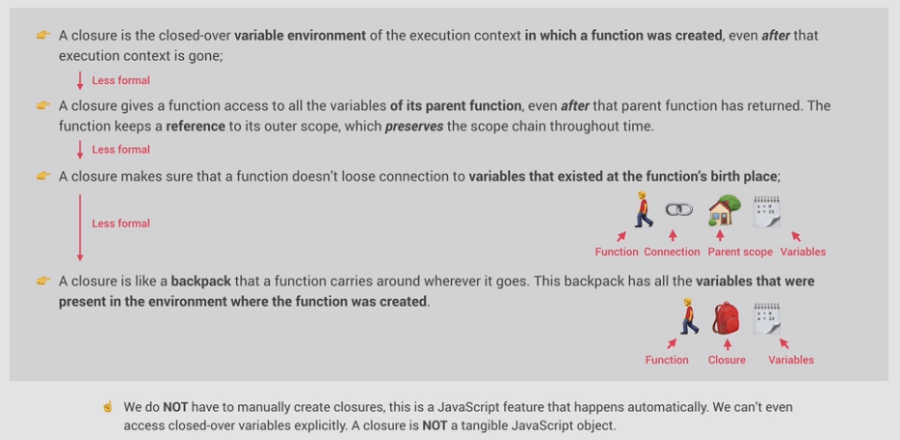 A closure is the closed-over variable environment of the execution context in which a function was created, even after that
execution context is gone;
Less formal
A closure gives a function access to all the variables of its parent function, even after that parent function has returned. The
function keeps a reference to its outer scope, which preserves the scope chain throughout time.
Less formal
A closure makes sure that a function doesn't loose connection to variables that existed at the function's birth place;
Less formal
Function Connection Parent scope Variables
A closure is like a backpack that a function carries around wherever it goes. This backpack has all the variables that were
present in the environment where the function was created.
Function Closure Variables
We do NOT have to manually create closures, this is a JavaScript feature that happens automatically. We can't even
access closed-over variables explicitly. A closure is NOT a tangible JavaScript object.